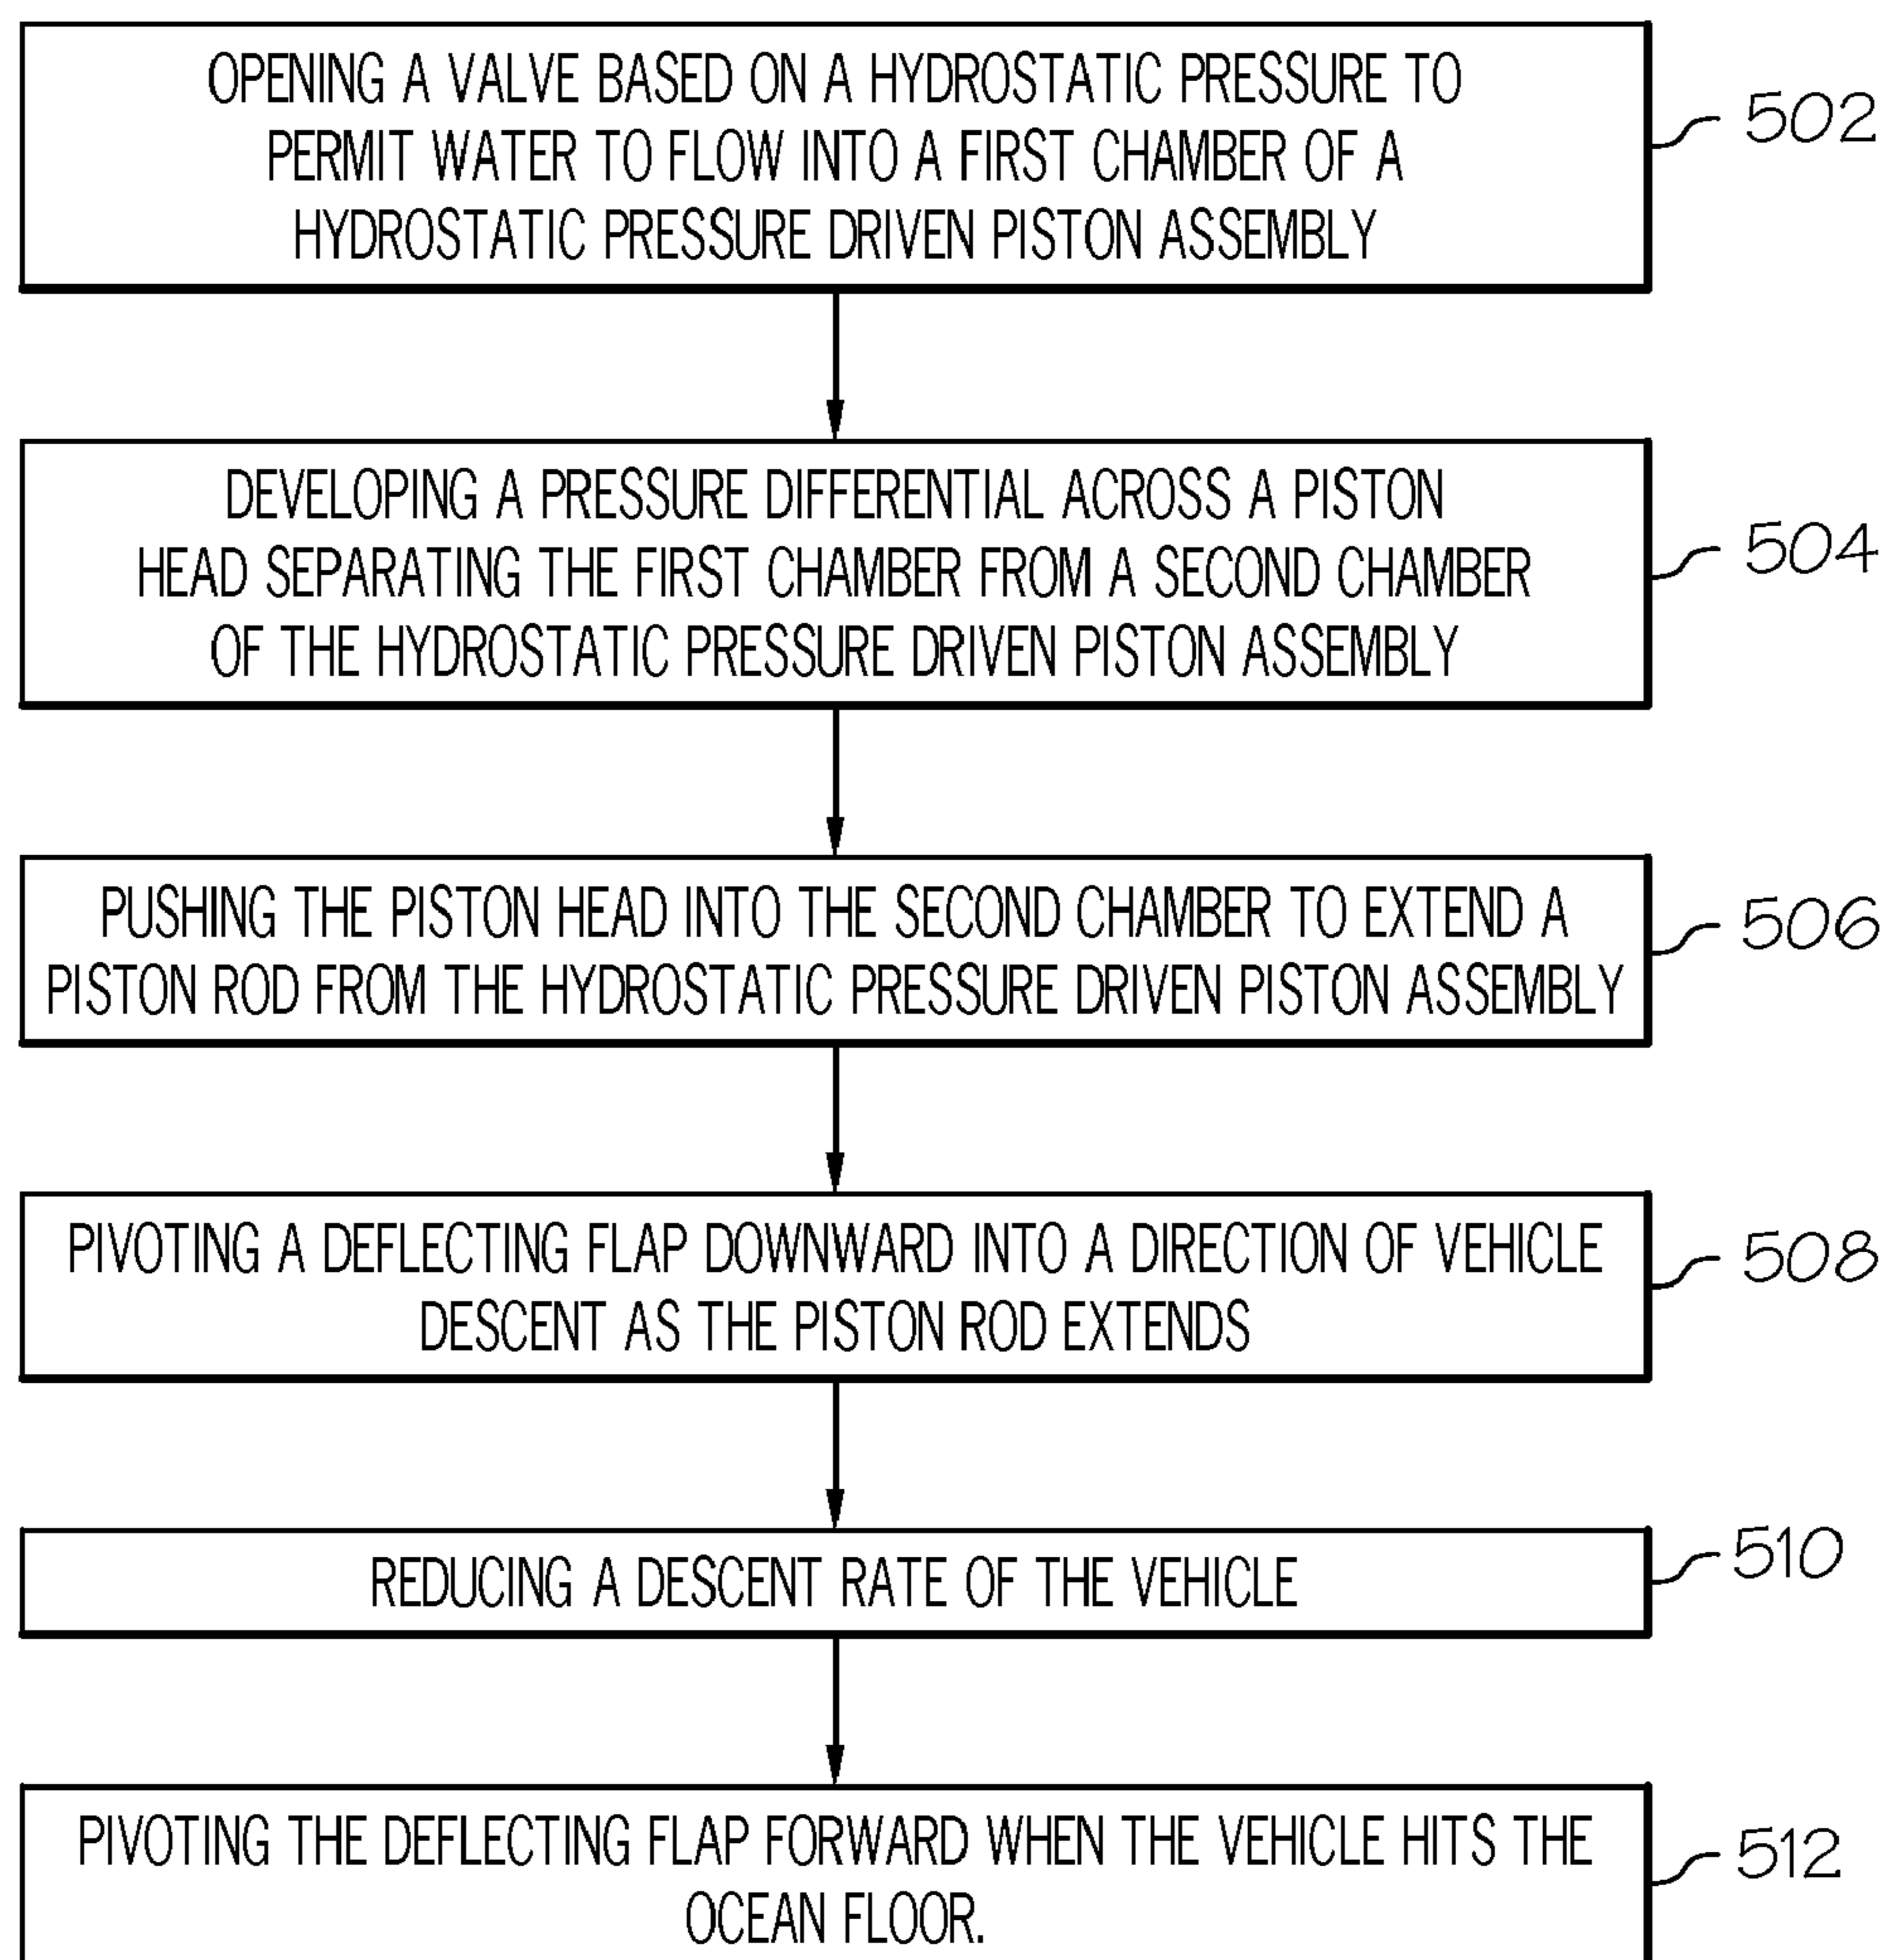 OPENING A VALVE BASED ON A HYDROSTATIC PRESSURE TO
PERMIT WATER TO FLOW INTO A FIRST CHAMBER OF A
HYDROSTATIC PRESSURE DRIVEN PISTON ASSEMBLY
502
DEVELOPING A PRESSURE DIFFERENTIAL ACROSS A PISTON
HEAD SEPARATING THE FIRST CHAMBER FROM A SECOND CHAMBER
OF THE HYDROSTATIC PRESSURE DRIVEN PISTON ASSEMBLY
504
PUSHING THE PISTON HEAD INTO THE SECOND CHAMBER TO EXTEND A
PISTON ROD FROM THE HYDROSTATIC PRESSURE DRIVEN PISTON ASSEMBLY
506
PIVOTING A DEFLECTING FLAP DOWNWARD INTO A DIRECTION OF VEHICLE
DESCENT AS THE PISTON ROD EXTENDS
508
REDUCING A DESCENT RATE OF THE VEHICLE
510
PIVOTING THE DEFLECTING FLAP FORWARD WHEN THE VEHICLE HITS THE
OCEAN FLOOR.
512